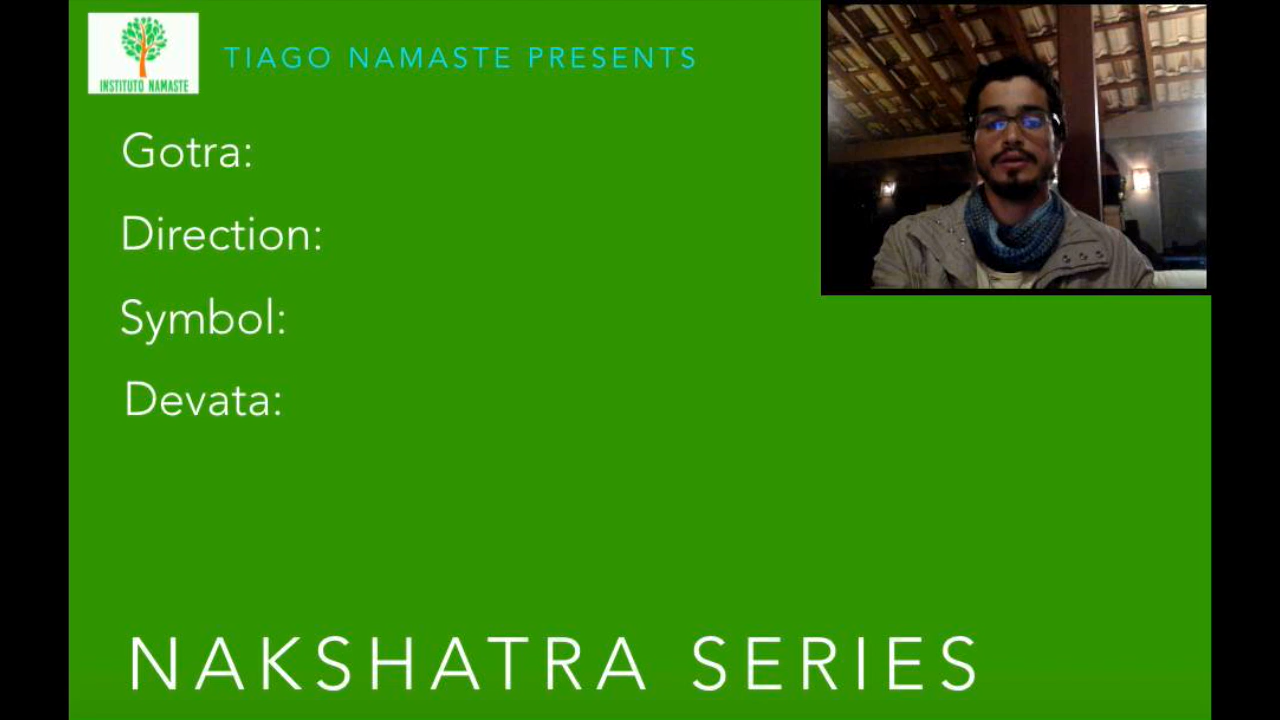 INSTITUTO NAMASTE
TIAGO NAMASTE PRESENTS
Gotra:
Direction:
Symbol:
Devata:
NAKSHATRA SERIES